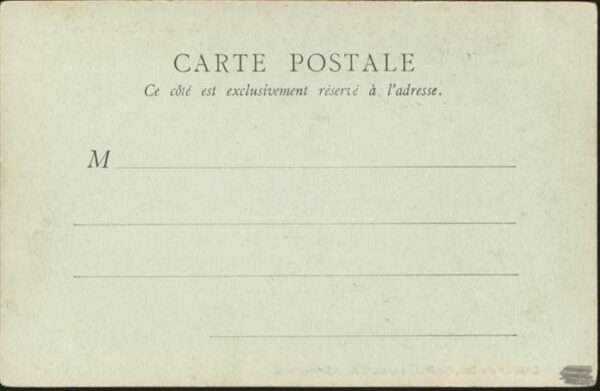 CARTE POSTALE
Ce côté est exclusivement réservé à l'adresse.
M